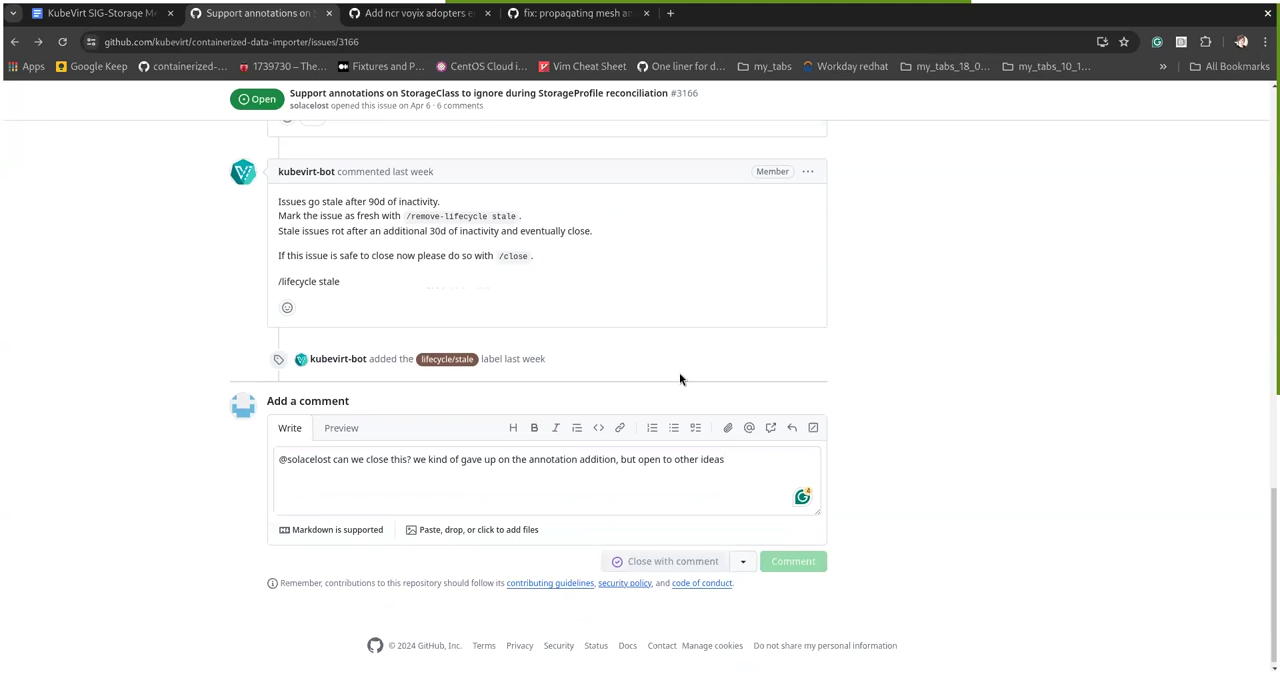 KubeVirt SIG-Storage M
Support annotations on S
Add ncr voyix adopters e
fix: propagating mesh an
github.com/kubevirt/containerized-data-importer/issues/3166
Apps
Google Keep
containerized-...
1739730 – The...
Fixtures and P...
CentOS Cloud i...
Vim Cheat Sheet
One liner for d...
my_tabs
Workday redhat
my_tabs_18_0...
my_tabs_10_1...
»
All Bookmarks
Open
Support annotations on StorageClass to ignore during StorageProfile reconciliation #3166
solacelost opened this issue on Apr 6 · 6 comments
kubevirt-bot commented last week
Member
Issues go stale after 90d of inactivity.
Mark the issue as fresh with /remove-lifecycle stale .
Stale issues rot after an additional 30d of inactivity and eventually close.
If this issue is safe to close now please do so with /close .
/lifecycle stale
kubevirt-bot added the lifecycle/stale label last week
Add a comment
Write
Preview
@solacelost can we close this? we kind of gave up on the annotation addition, but open to other ideas
Markdown is supported
Paste, drop, or click to add files
Close with comment
Comment
Remember, contributions to this repository should follow its contributing guidelines, security policy, and code of conduct.
© 2024 GitHub, Inc.
Terms
Privacy
Security
Status
Docs
Contact
Manage cookies
Do not share my personal information